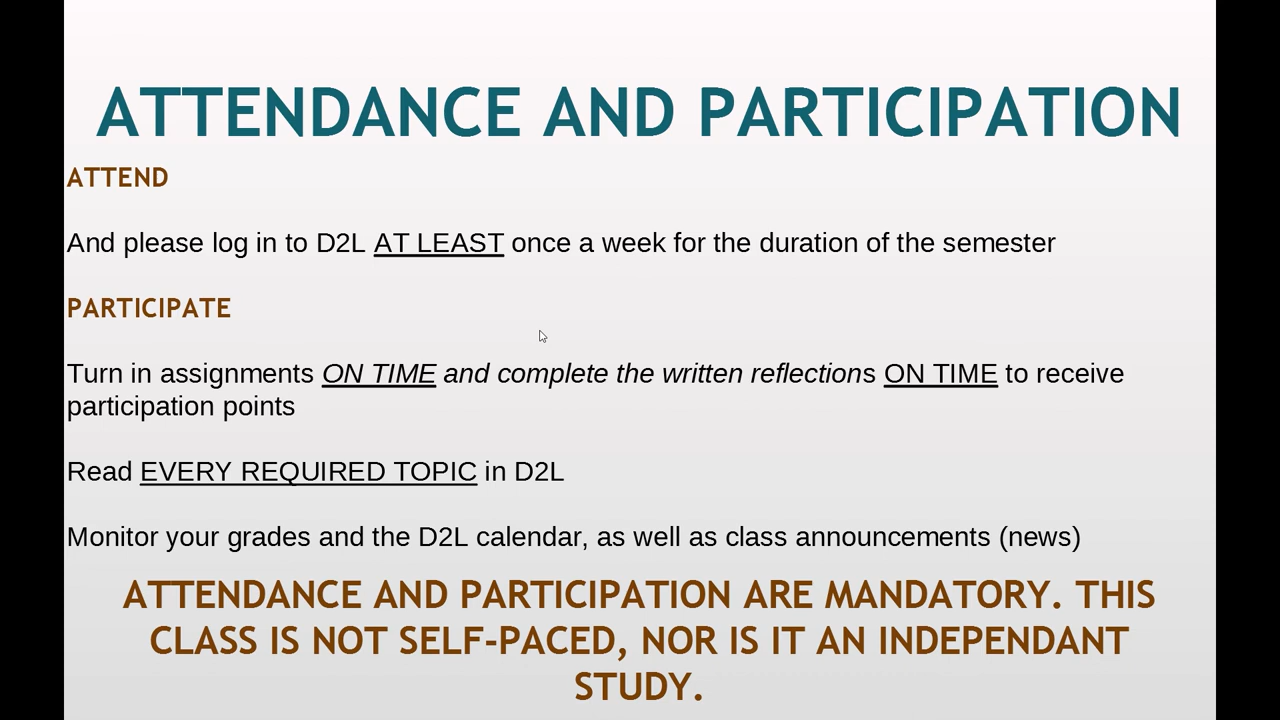 ATTENDANCE AND PARTICIPATION
ATTEND
And please log in to D2L AT LEAST once a week for the duration of the semester
PARTICIPATE
Turn in assignments ON TIME and complete the written reflections ON TIME to receive
participation points
Read EVERY REQUIRED TOPIC in D2L
Monitor your grades and the D2L calendar, as well as class announcements (news)
ATTENDANCE AND PARTICIPATION ARE MANDATORY. THIS
CLASS IS NOT SELF-PACED, NOR IS IT AN INDEPENDANT
STUDY.